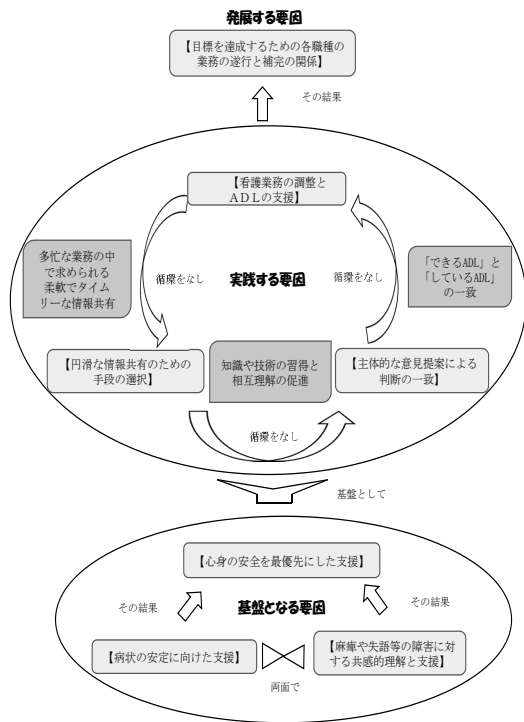 発展する要因
【目標を達成するための各職種の
業務の遂行と補完の関係】
その結果
【看護業務の調整と
ＡＤＬの支援】
多忙な業務の中
で求められる
柔軟でタイム
リーな情報共有
循環をなし
実践する要因
循環をなし
「できるADL」と
「しているADL」
の一致
【円滑な情報共有のための
手段の選択】
知識や技術の習得と
相互理解の促進
【主体的な意見提案による
判断の一致】
循環をなし
基盤として
【心身の安全を最優先にした支援】
その結果
基盤となる要因
その結果
【病状の安定に向けた支援】
【麻痺や失語等の障害に対
する共感的理解と支援】
両面で